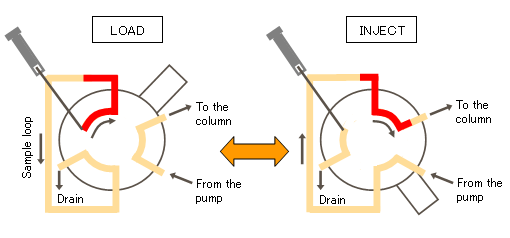 LOAD
INJECT
To the
column
To the
column
Sample loop
Drain
From the
pump
Drain
From the
pump